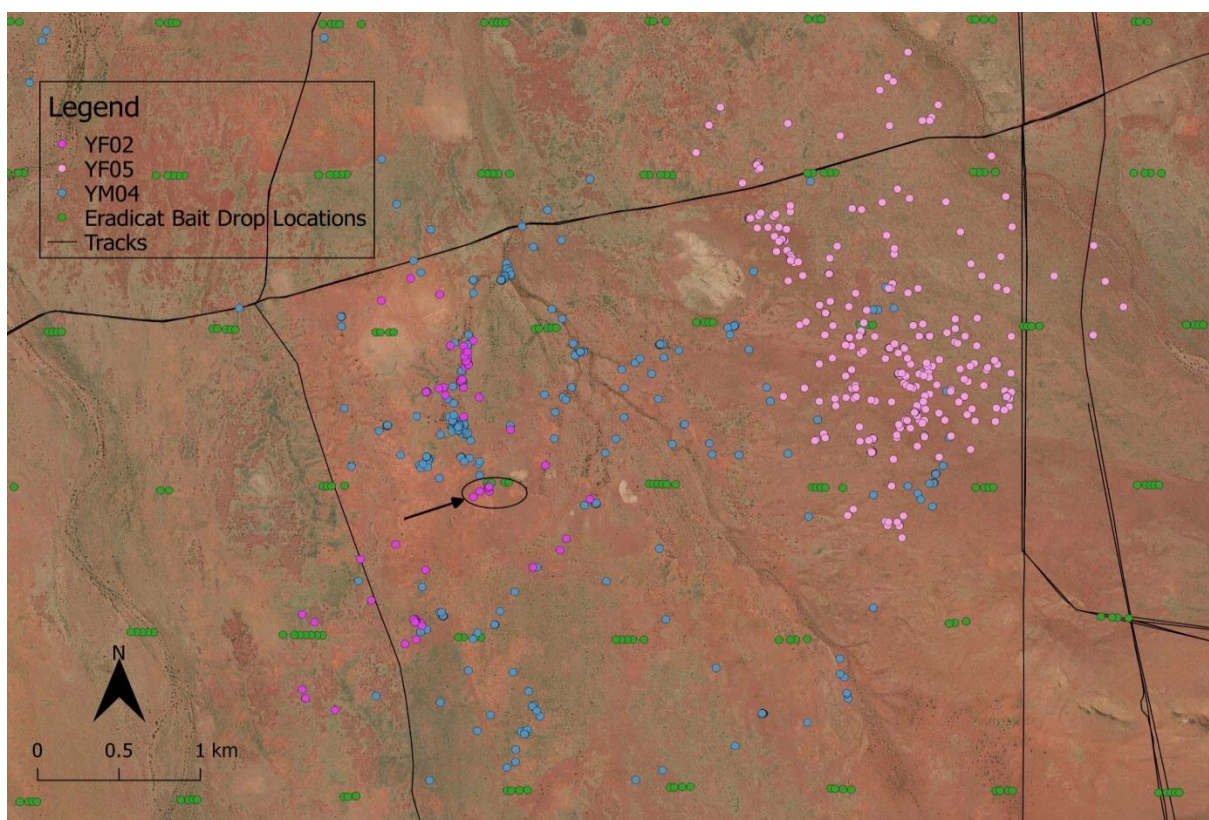 Legend
YF02
YF05
YM04
Eradicat Bait Drop Locations
Tracks
N
0 0.5 1 km